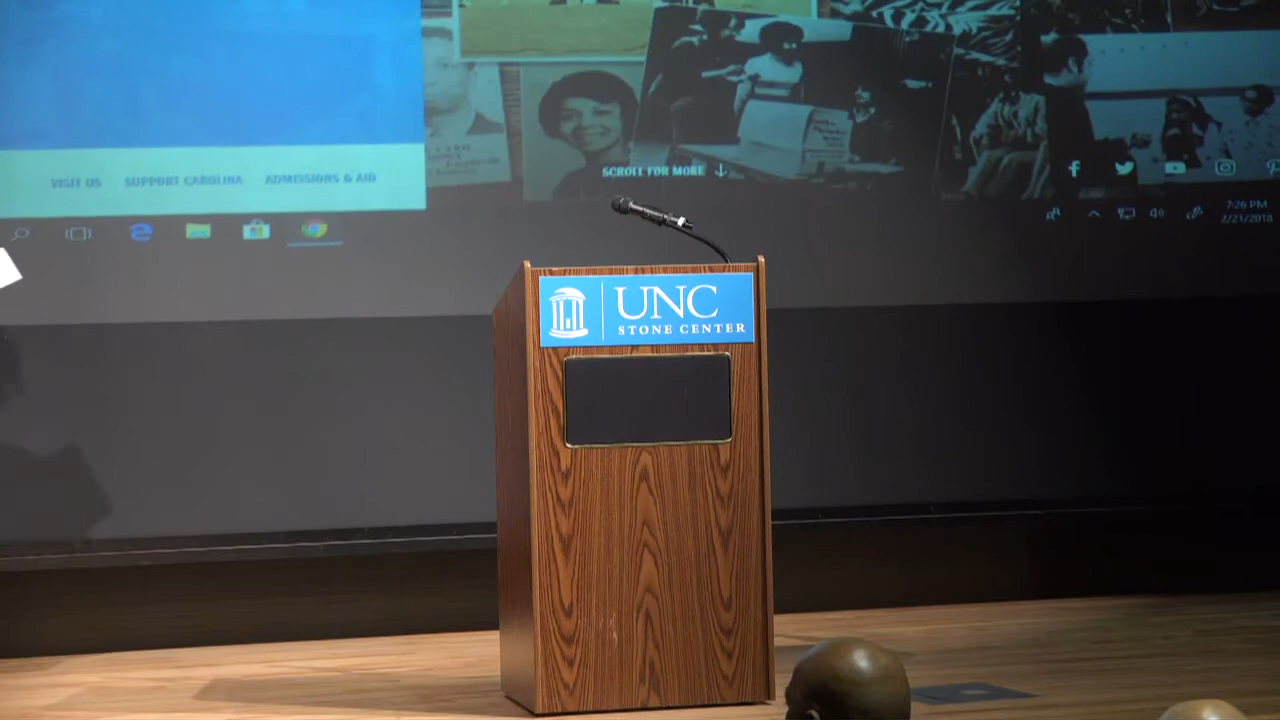 VISIT US SUPPORT CAROLINA ADMISSIONS & AID
SCROLL FOR MORE ↓
7:26 PM
2/21/2018
UNC
STONE CENTER